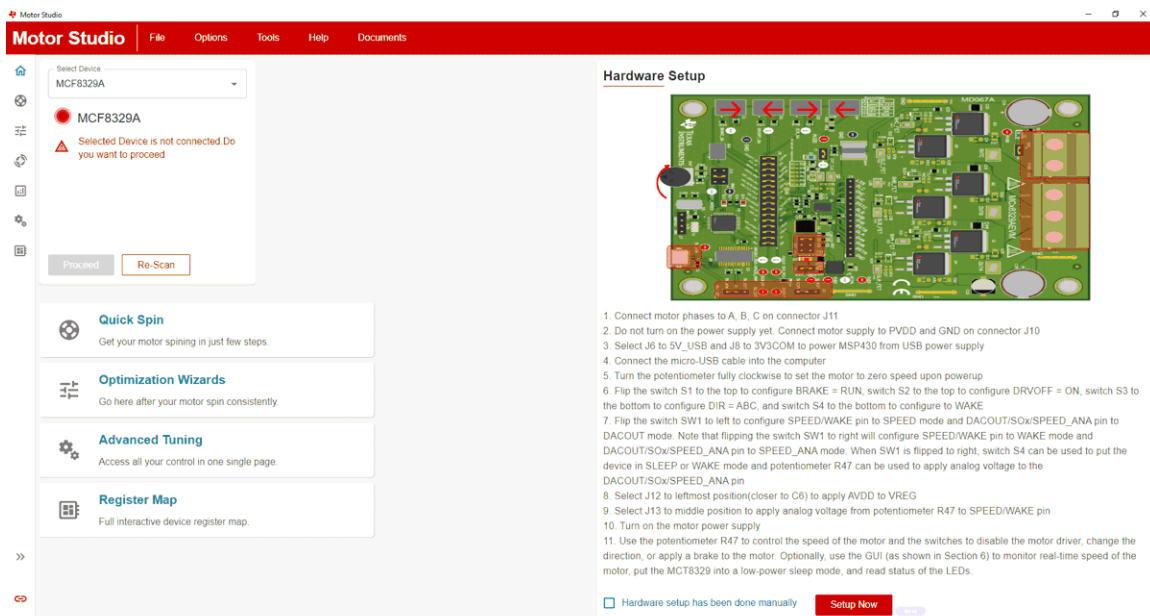 Motor Studio
Motor Studio File Options Tools Help Documents
Select Device
MCF8329A
MCF8329A
Selected Device is not connected.Do
you want to proceed
Proceed Re-Scan
Quick Spin
Get your motor spining in just few steps.
Optimization Wizards
Go here after your motor spin consistently.
Advanced Tuning
Access all your control in one single page.
Register Map
Full interactive device register map.
Hardware Setup
MD067A
TEXAS
INSTRUMENTS
1. Connect motor phases to A, B, C on connector J11
2. Do not turn on the power supply yet. Connect motor supply to PVDD and GND on connector J10
3. Select J6 to 5V_USB and J8 to 3V3COM to power MSP430 from USB power supply
4. Connect the micro-USB cable into the computer
5. Turn the potentiometer fully clockwise to set the motor to zero speed upon powerup
6. Flip the switch S1 to the top to configure BRAKE = RUN, switch S2 to the top to configure DRVOFF = ON, switch S3 to
the bottom to configure DIR = ABC, and switch S4 to the bottom to configure to WAKE
7. Flip the switch SW1 to left to configure SPEED/WAKE pin to SPEED mode and DACOUT/SOx/SPEED_ANA pin to
DACOUT mode. Note that flipping the switch SW1 to right will configure SPEED/WAKE pin to WAKE mode and
DACOUT/SOx/SPEED_ANA pin to SPEED_ANA mode. When SW1 is flipped to right, switch S4 can be used to put the
device in SLEEP or WAKE mode and potentiometer R47 can be used to apply analog voltage to the
DACOUT/SOx/SPEED_ANA pin
8. Select J12 to leftmost position(closer to C6) to apply AVDD to VREG
9. Select J13 to middle position to apply analog voltage from potentiometer R47 to SPEED/WAKE pin
10. Turn on the motor power supply
11. Use the potentiometer R47 to control the speed of the motor and the switches to disable the motor driver, change the
direction, or apply a brake to the motor. Optionally, use the GUI (as shown in Section 6) to monitor real-time speed of the
motor, put the MCT8329 into a low-power sleep mode, and read status of the LEDs.
Hardware setup has been done manually Setup Now